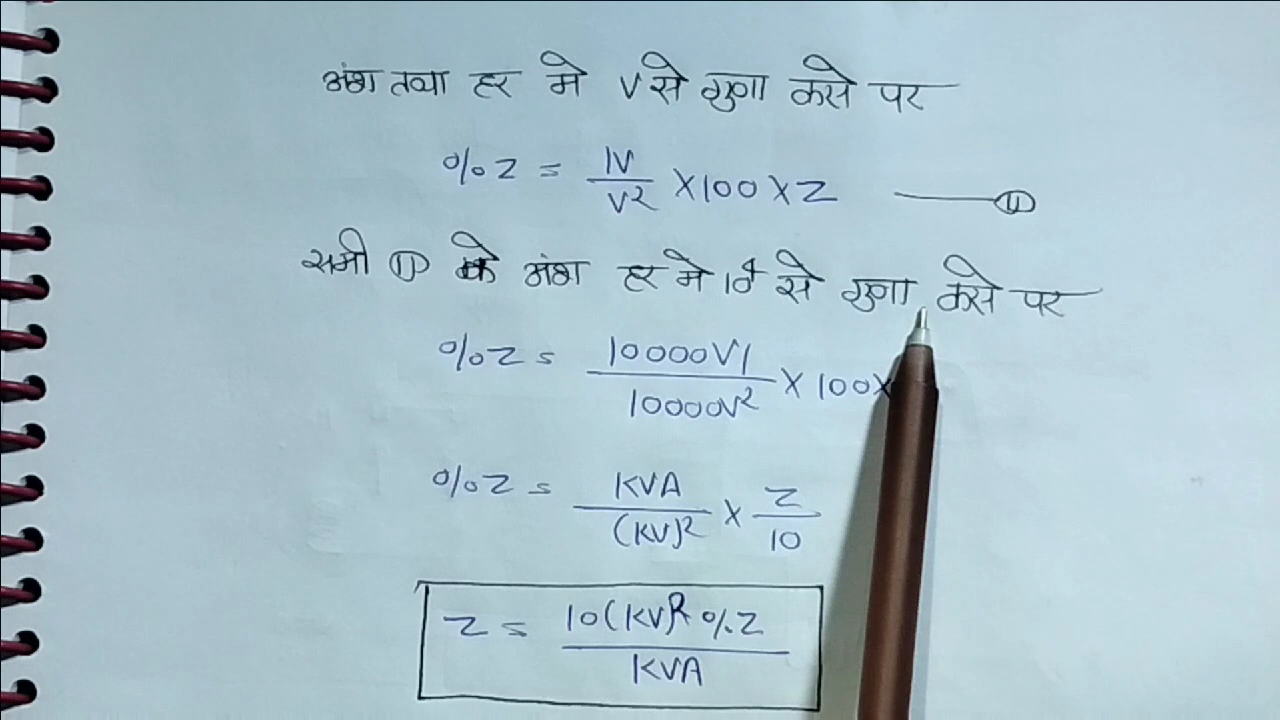 अंश तथा हर मे V से गुणा करने पर
%Z = IV/V² × 100 × Z —— (ii)
समी (ii) के अंश हर मे 10⁴ से गुणा करने पर
%Z = 10000VI/10000V² × 100 ×
%Z = KVA/(KV)² × Z/10
Z = 10(KV)² %Z/KVA